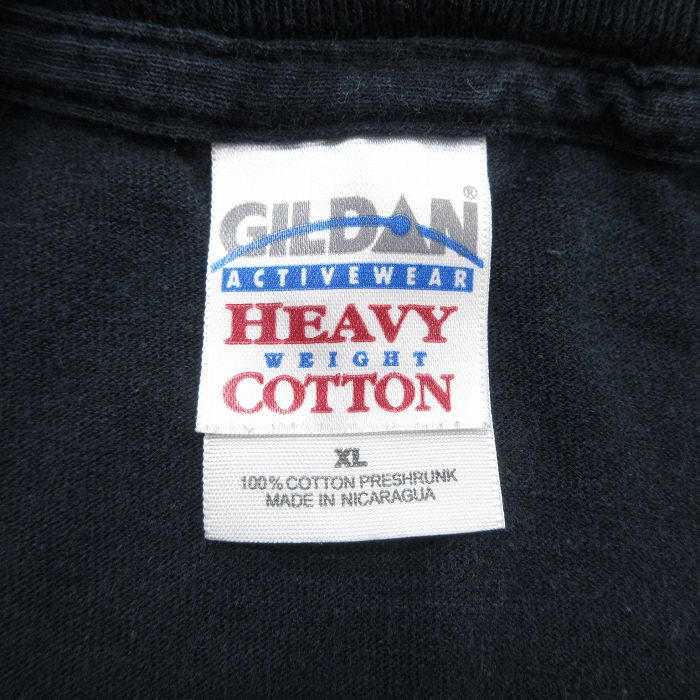 GILDAN®
ACTIVEWEAR
HEAVY
WEIGHT
COTTON
XL
100% COTTON PRESHRUNK
MADE IN NICARAGUA